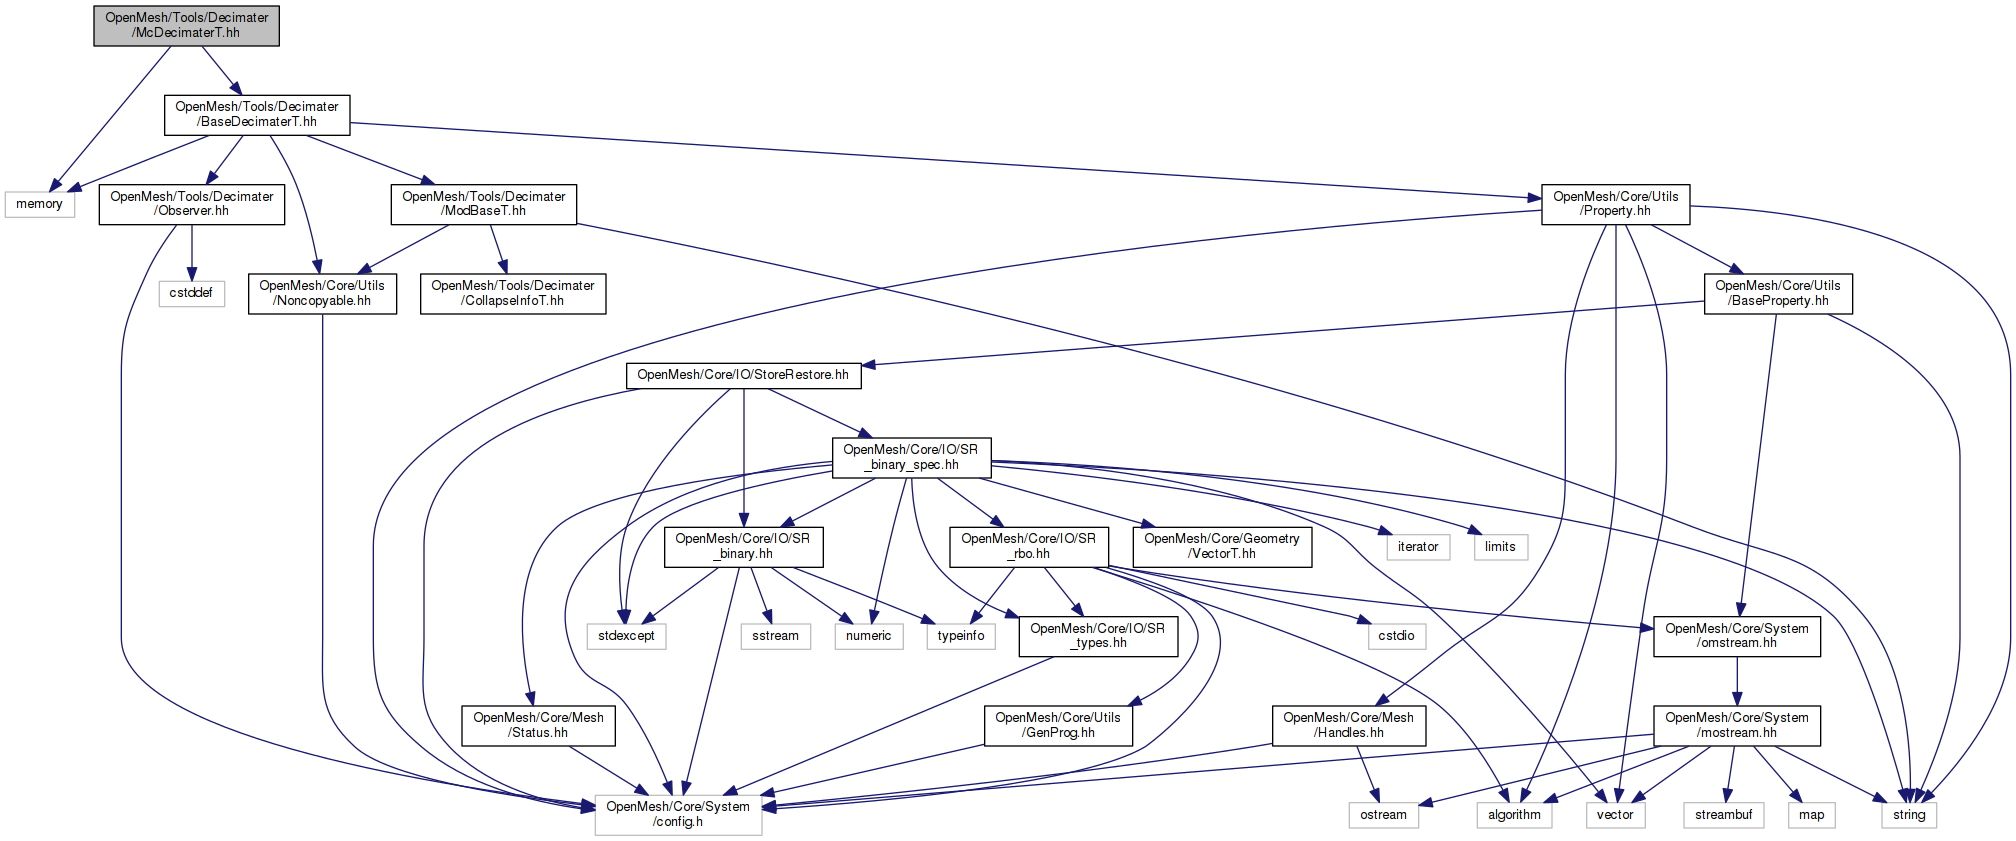 OpenMesh/Tools/Decimater
/McDecimaterT.hh
OpenMesh/Tools/Decimater
/BaseDecimaterT.hh
memory
OpenMesh/Tools/Decimater
/Observer.hh
OpenMesh/Tools/Decimater
/ModBaseT.hh
OpenMesh/Core/Utils
/Property.hh
cstddef
OpenMesh/Core/Utils
/Noncopyable.hh
OpenMesh/Tools/Decimater
/CollapseInfoT.hh
OpenMesh/Core/Utils
/BaseProperty.hh
OpenMesh/Core/IO/StoreRestore.hh
OpenMesh/Core/IO/SR
_binary_spec.hh
OpenMesh/Core/IO/SR
_binary.hh
OpenMesh/Core/IO/SR
_rbo.hh
OpenMesh/Core/Geometry
/VectorT.hh
iterator
limits
stdexcept
sstream
numeric
typeinfo
OpenMesh/Core/IO/SR
_types.hh
cstdio
OpenMesh/Core/System
/omstream.hh
OpenMesh/Core/Mesh
/Status.hh
OpenMesh/Core/Utils
/GenProg.hh
OpenMesh/Core/Mesh
/Handles.hh
OpenMesh/Core/System
/mostream.hh
OpenMesh/Core/System
/config.h
ostream
algorithm
vector
streambuf
map
string